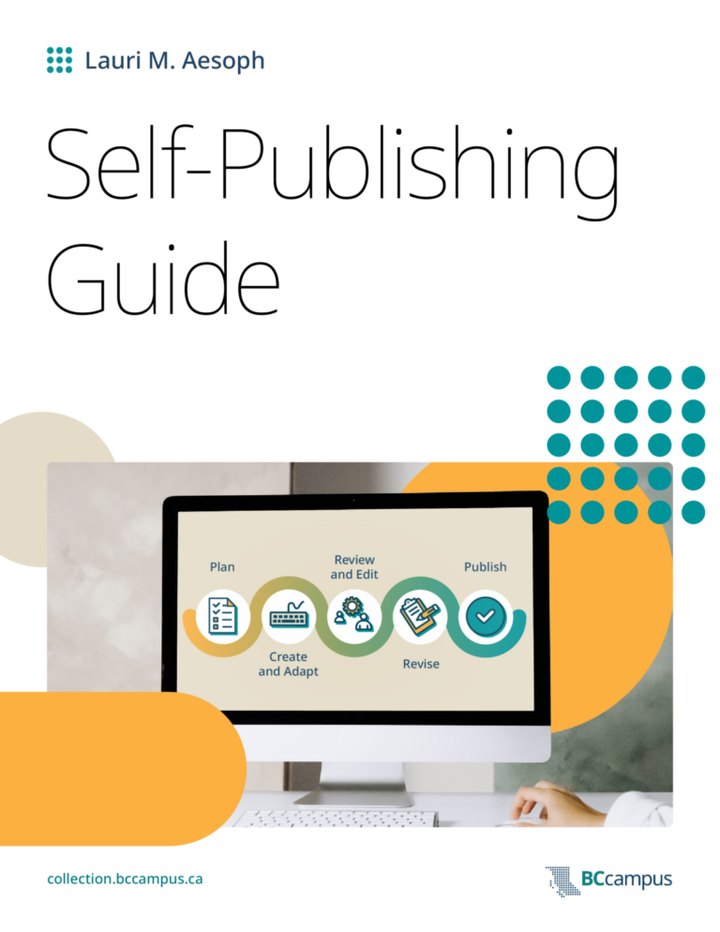 Lauri M. Aesoph
Self-Publishing
Guide
Plan
Review
and Edit
Publish
Create
and Adapt
Revise
collection.bccampus.ca
BCcampus